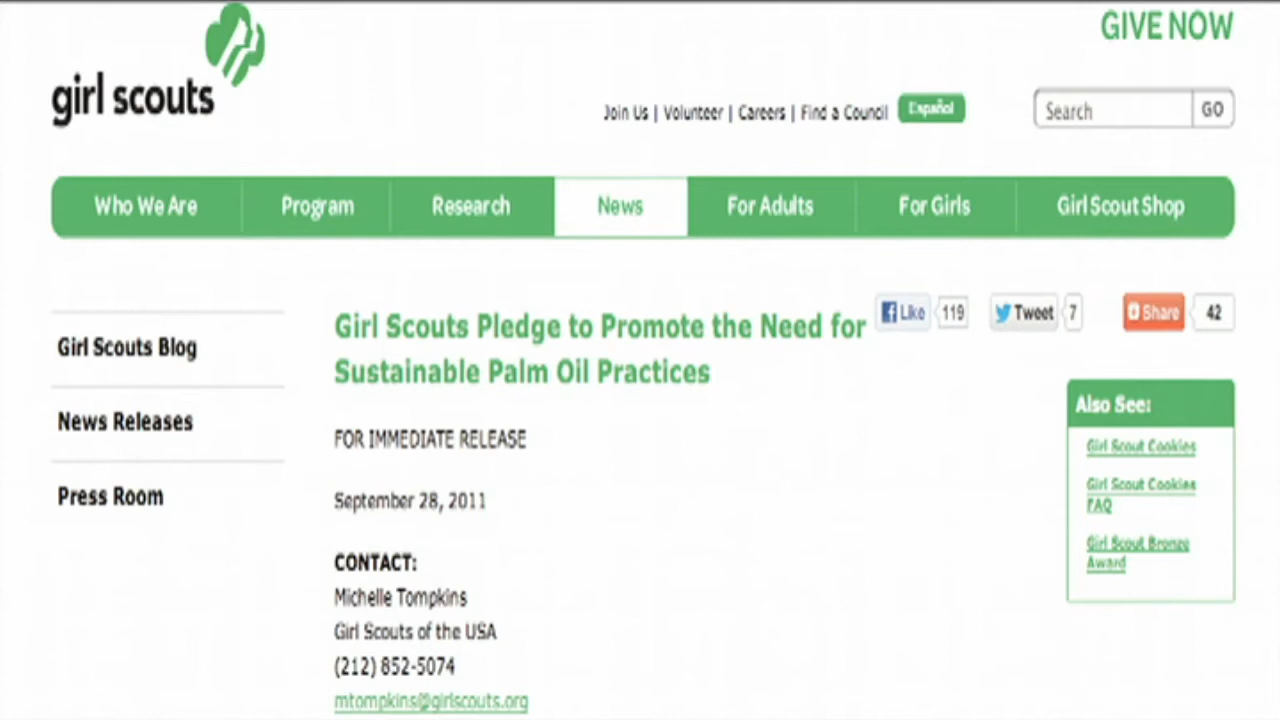 GIVE NOW
girl scouts
Join Us | Volunteer | Careers | Find a Council Español
Search GO
Who We Are Program Research News For Adults For Girls Girl Scout Shop
Like 119 Tweet 7 Share 42
Girl Scouts Pledge to Promote the Need for
Sustainable Palm Oil Practices
Girl Scouts Blog
News Releases
Press Room
FOR IMMEDIATE RELEASE
September 28, 2011
CONTACT:
Michelle Tompkins
Girl Scouts of the USA
(212) 852-5074
mtompkins@girlscouts.org
Also See:
Girl Scout Cookies
Girl Scout Cookies
FAQ
Girl Scout Bronze
Award